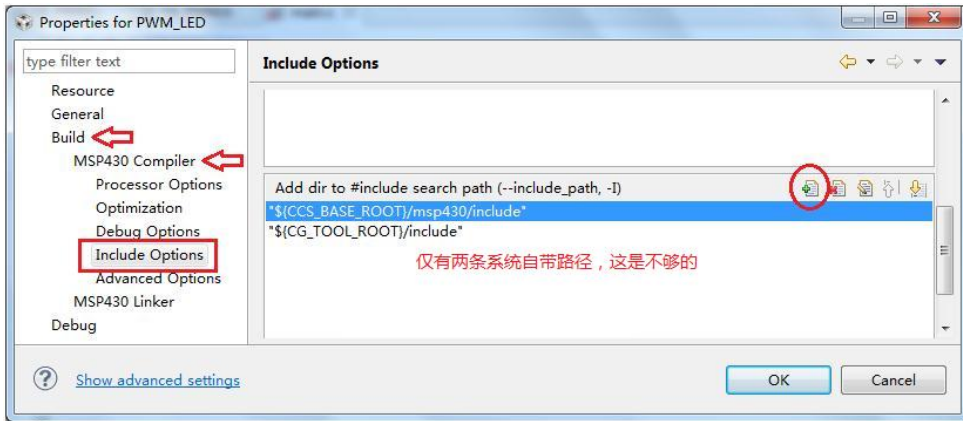 Properties for PWM_LED
type filter text
Include Options
Resource
General
Build
MSP430 Compiler
Processor Options
Optimization
Debug Options
Include Options
Advanced Options
MSP430 Linker
Debug
Add dir to #include search path (--include_path, -I)
"${CCS_BASE_ROOT}/msp430/include"
"${CG_TOOL_ROOT}/include"
仅有两条系统自带路径，这是不够的
Show advanced settings
OK
Cancel